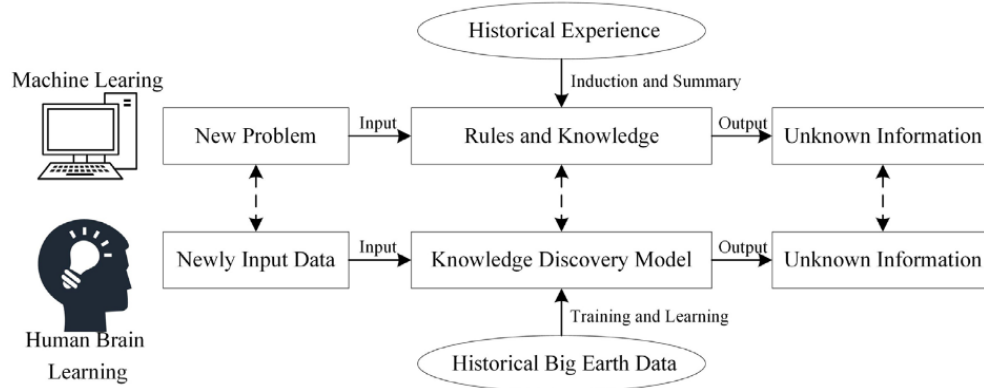 Historical Experience
Machine Learing
Induction and Summary
New Problem
Input
Rules and Knowledge
Output
Unknown Information
Newly Input Data
Input
Knowledge Discovery Model
Output
Unknown Information
Training and Learning
Human Brain
Learning
Historical Big Earth Data